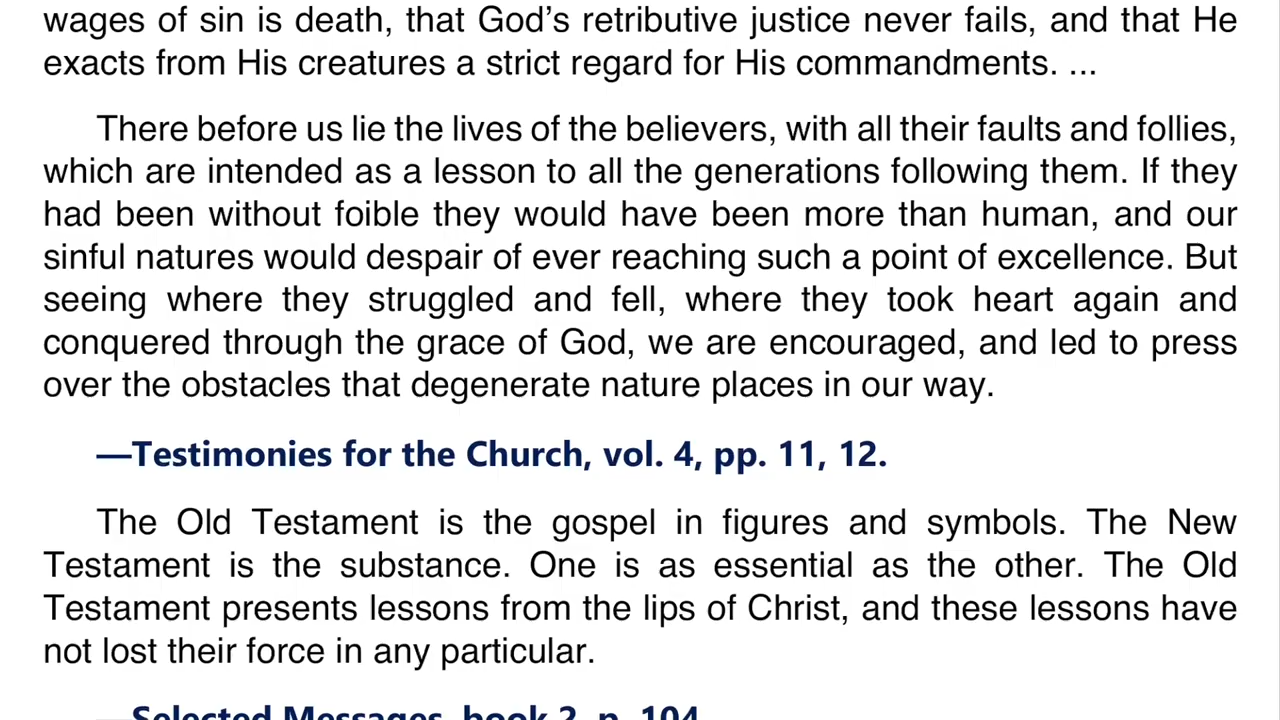 wages of sin is death, that God’s retributive justice never fails, and that He
exacts from His creatures a strict regard for His commandments. ...
There before us lie the lives of the believers, with all their faults and follies,
which are intended as a lesson to all the generations following them. If they
had been without foible they would have been more than human, and our
sinful natures would despair of ever reaching such a point of excellence. But
seeing where they struggled and fell, where they took heart again and
conquered through the grace of God, we are encouraged, and led to press
over the obstacles that degenerate nature places in our way.
—Testimonies for the Church, vol. 4, pp. 11, 12.
The Old Testament is the gospel in figures and symbols. The New
Testament is the substance. One is as essential as the other. The Old
Testament presents lessons from the lips of Christ, and these lessons have
not lost their force in any particular.
—Selected Messages, book 2, p. 104.